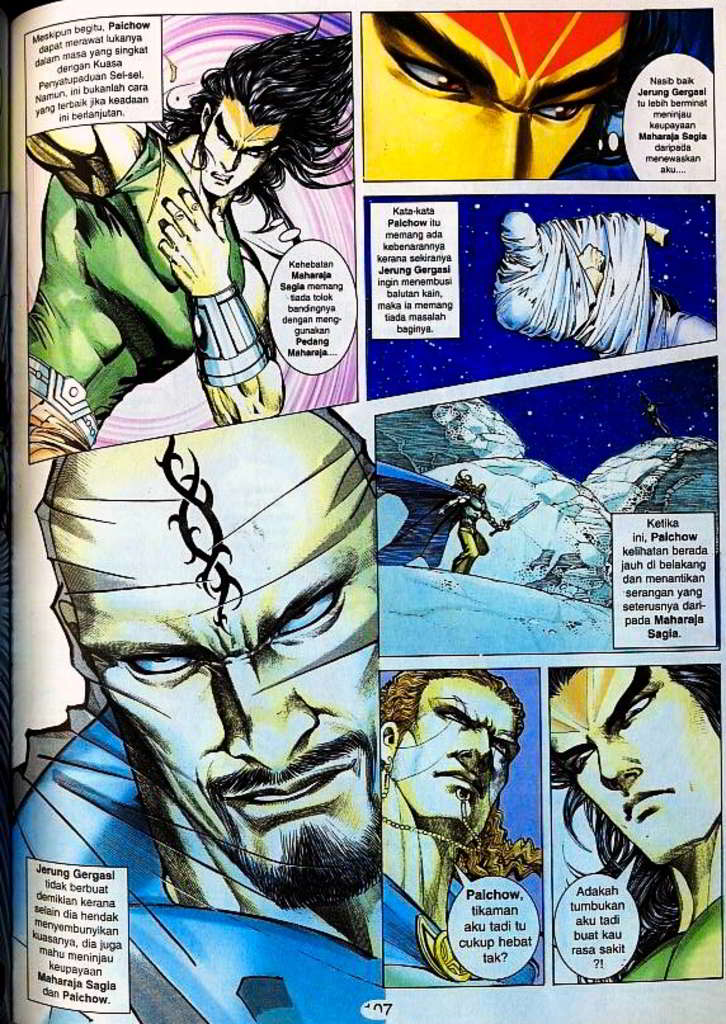 Meskipun begitu, Paichow
dapat merawat lukanya
dalam masa yang singkat
dengan Kuasa
Penyatupaduan Sel-sel.
Namun, ini bukanlah cara
yang terbaik jika keadaan
ini berlanjutan.
Kehebatan
Maharaja
Sagia memang
tiada tolok
bandingnya
dengan meng-
gunakan
Pedang
Maharaja....
Nasib baik
Jerung Gergasi
tu lebih berminat
meninjau
keupayaan
Maharaja Sagia
daripada
menewaskan
aku....
Kata-kata
Paichow itu
memang ada
kebenarannya
kerana sekiranya
Jerung Gergasi
ingin menembusi
balutan kain,
maka ia memang
tiada masalah
baginya.
Ketika
ini, Paichow
kelihatan berada
jauh di belakang
dan menantikan
serangan yang
seterusnya dari-
pada Maharaja
Sagia.
Jerung Gergasi
tidak berbuat
demikian kerana
selain dia hendak
menyembunyikan
kuasanya, dia juga
mahu meninjau
keupayaan
Maharaja Sagia
dan Paichow.
Paichow,
tikaman
aku tadi tu
cukup hebat
tak?
Adakah
tumbukan
aku tadi
buat kau
rasa sakit
?!
107